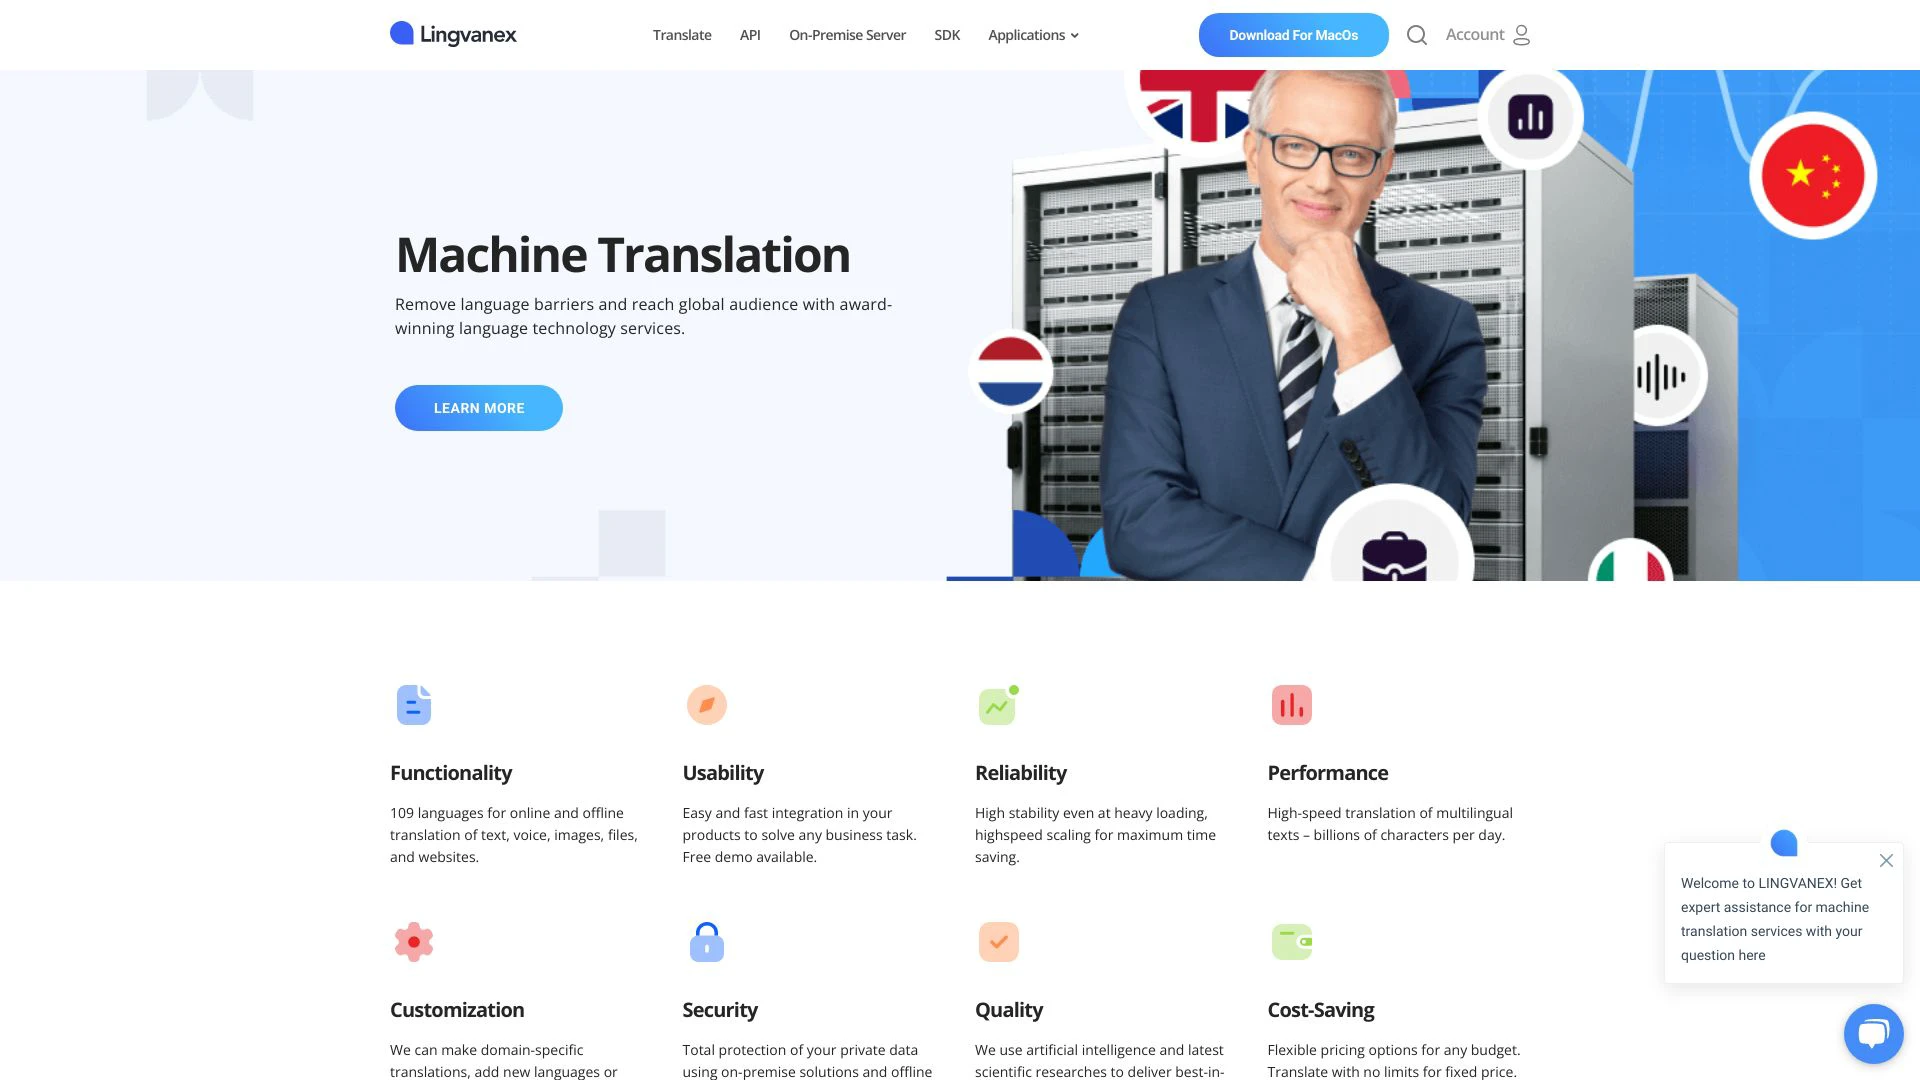 Lingvanex
Translate
API
On-Premise Server
SDK
Applications
Download For MacOs
Account
Machine Translation
Remove language barriers and reach global audience with award-
winning language technology services.
LEARN MORE
Functionality
109 languages for online and offline
translation of text, voice, images, files,
and websites.
Usability
Easy and fast integration in your
products to solve any business task.
Free demo available.
Reliability
High stability even at heavy loading,
highspeed scaling for maximum time
saving.
Performance
High-speed translation of multilingual
texts – billions of characters per day.
Customization
We can make domain-specific
translations, add new languages or
Security
Total protection of your private data
using on-premise solutions and offline
Quality
We use artificial intelligence and latest
scientific researches to deliver best-in-
Cost-Saving
Flexible pricing options for any budget.
Translate with no limits for fixed price.
Welcome to LINGVANEX! Get
expert assistance for machine
translation services with your
question here